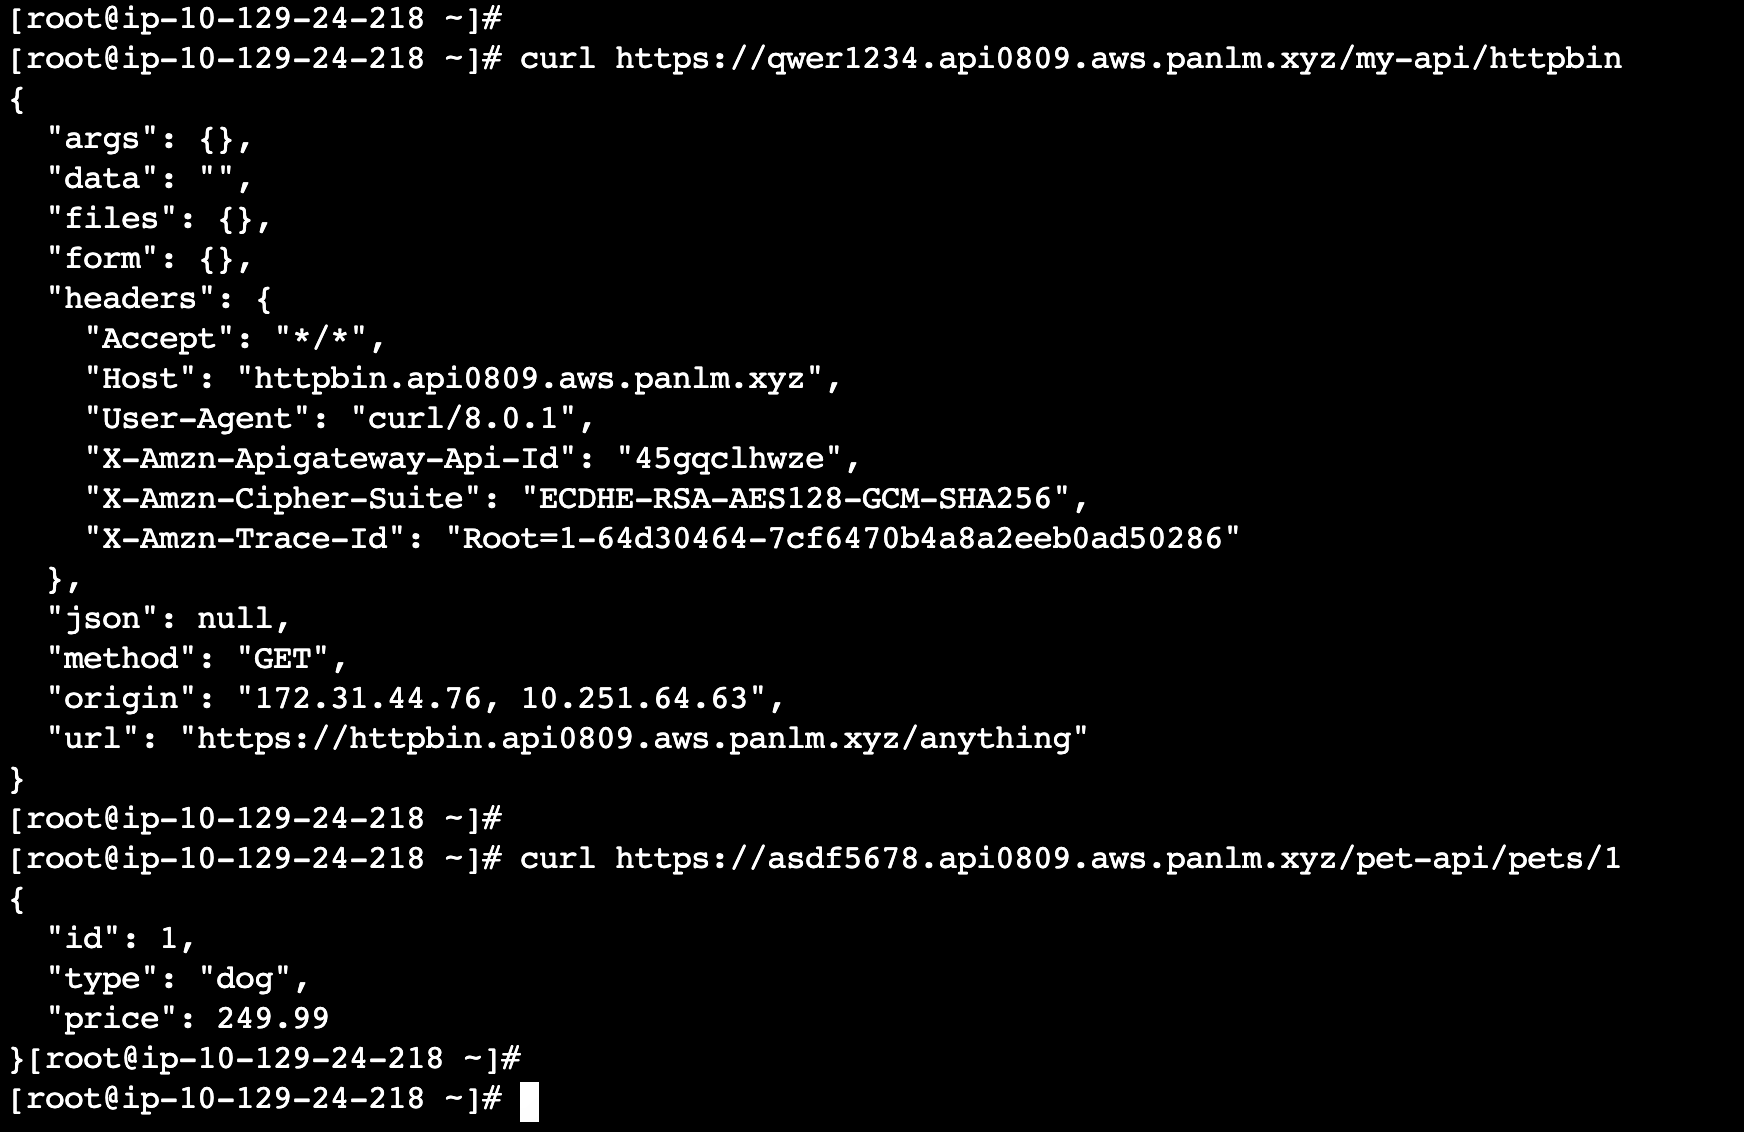 [root@ip-10-129-24-218 ~]#
[root@ip-10-129-24-218 ~]# curl https://qwer1234.api0809.aws.panlm.xyz/my-api/httpbin
{
  "args": {},
  "data": "",
  "files": {},
  "form": {},
  "headers": {
    "Accept": "*/*",
    "Host": "httpbin.api0809.aws.panlm.xyz",
    "User-Agent": "curl/8.0.1",
    "X-Amzn-Apigateway-Api-Id": "45gqclhwze",
    "X-Amzn-Cipher-Suite": "ECDHE-RSA-AES128-GCM-SHA256",
    "X-Amzn-Trace-Id": "Root=1-64d30464-7cf6470b4a8a2eeb0ad50286"
  },
  "json": null,
  "method": "GET",
  "origin": "172.31.44.76, 10.251.64.63",
  "url": "https://httpbin.api0809.aws.panlm.xyz/anything"
}
[root@ip-10-129-24-218 ~]#
[root@ip-10-129-24-218 ~]# curl https://asdf5678.api0809.aws.panlm.xyz/pet-api/pets/1
{
  "id": 1,
  "type": "dog",
  "price": 249.99
}[root@ip-10-129-24-218 ~]#
[root@ip-10-129-24-218 ~]#